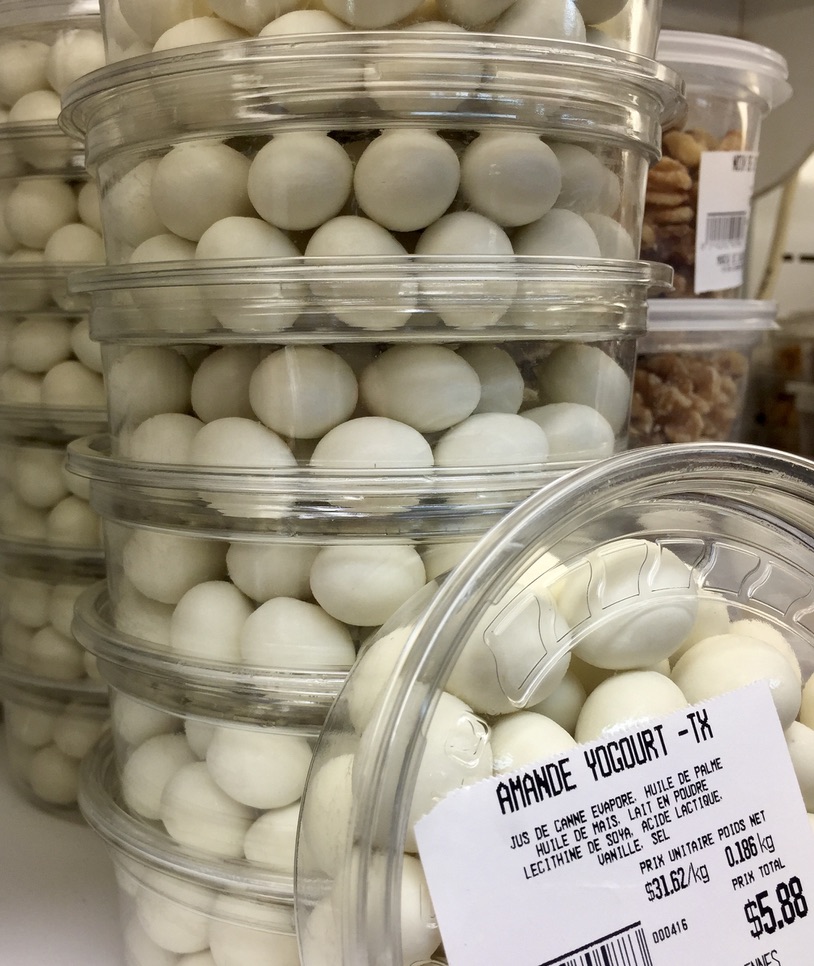 AMANDE YOGOURT -TX
JUS DE CANNE EVAPORE, HUILE DE PALME
HUILE DE MAIS, LAIT EN POUDRE
LECITHINE DE SOYA, ACIDE LACTIQUE,
VANILLE, SEL
PRIX UNITAIRE POIDS NET
$31.62/kg 0.186 kg
PRIX TOTAL
$5.88
000416